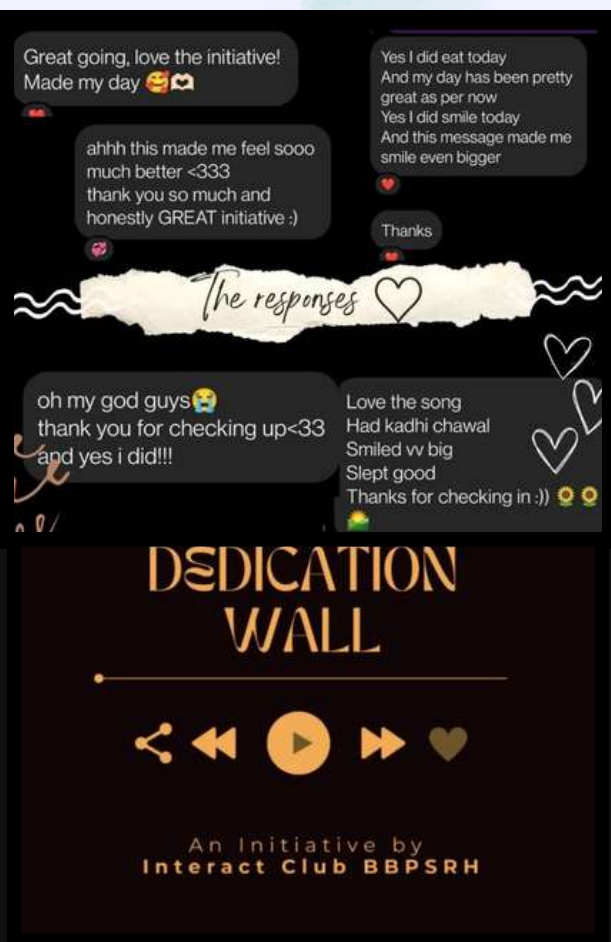 Great going, love the initiative!
Made my day 🥰🫶🏻
Yes I did eat today
And my day has been pretty
great as per now
Yes I did smile today
And this message made me
smile even bigger
ahhh this made me feel sooo
much better <333
thank you so much and
honestly GREAT initiative :)
Thanks
The responses
oh my god guys😭
thank you for checking up<33
and yes i did!!!
Love the song
Had kadhi chawal
Smiled vv big
Slept good
Thanks for checking in :)) 🌻🌻
DEDICATION
WALL
An Initiative by
Interact Club BBPSRH